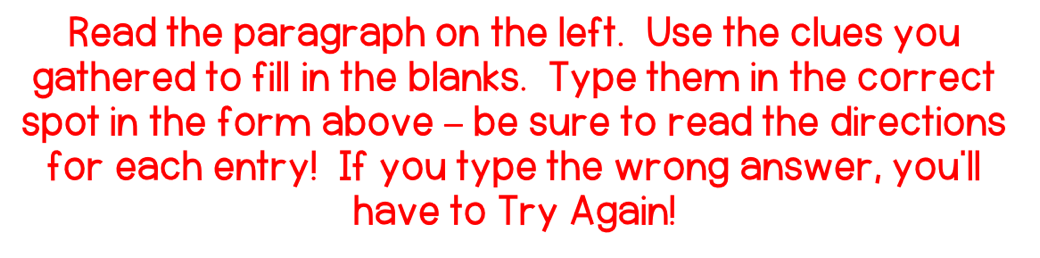 Read the paragraph on the left.  Use the clues you
gathered to fill in the blanks.  Type them in the correct
spot in the form above – be sure to read the directions
for each entry!  If you type the wrong answer, you'll
have to Try Again!